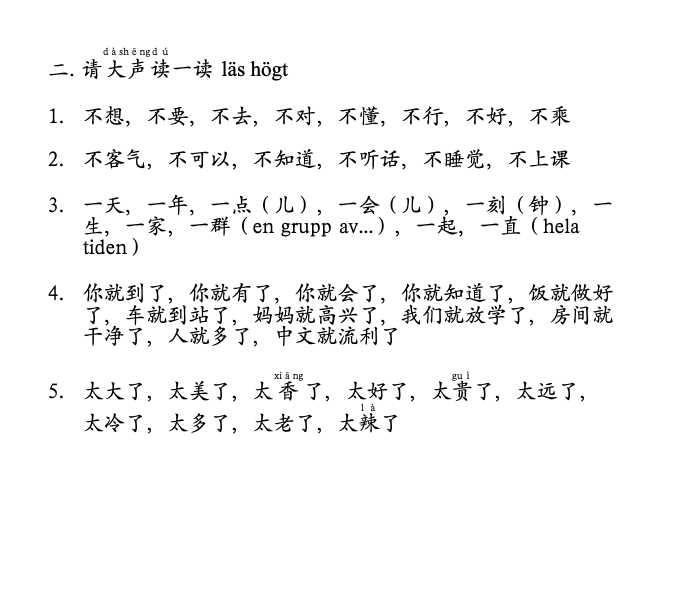 dàshēngdú
二. 请大声读一读 läs högt
1. 不想，不要，不去，不对，不懂，不行，不好，不乘
2. 不客气，不可以，不知道，不听话，不睡觉，不上课
3. 一天，一年，一点（儿），一会（儿），一刻（钟），一
生，一家，一群（en grupp av...），一起，一直（hela
tiden）
4. 你就到了，你就有了，你就会了，你就知道了，饭就做好
了，车就到站了，妈妈就高兴了，我们就放学了，房间就
干净了，人就多了，中文就流利了
xiāng guì
5. 太大了，太美了，太香了，太好了，太贵了，太远了，
là
太冷了，太多了，太老了，太辣了